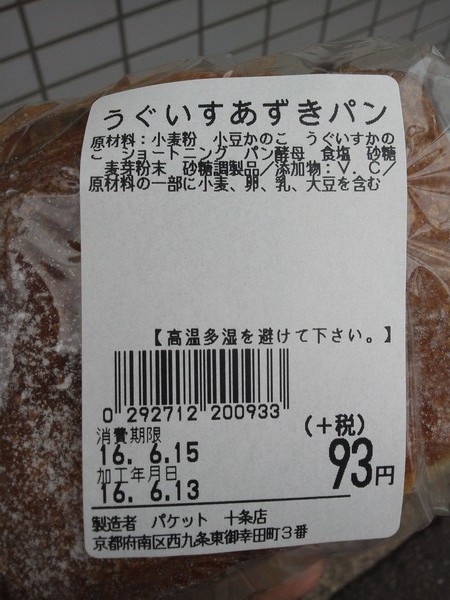 うぐいすあずきパン
原材料：小麦粉　小豆かのこ　うぐいすかの
こ　ショートニング　パン酵母　食塩　砂糖
麦芽粉末　砂糖調製品／添加物：V．C／
原材料の一部に小麦、卵、乳、大豆を含む
【高温多湿を避けて下さい。】
0 292712 200933
消費期限
16. 6.15
加工年月日
16. 6.13
(＋税)
93円
製造者　パケット　十条店
京都府南区西九条東御幸田町３番